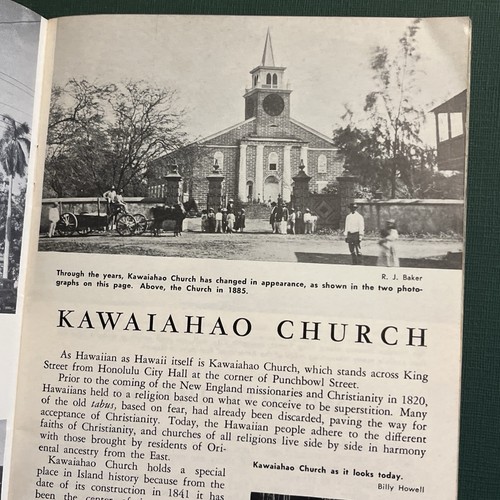 R. J. Baker
Through the years, Kawaiahao Church has changed in appearance, as shown in the two photo-
graphs on this page. Above, the Church in 1885.
KAWAIAHAO CHURCH
As Hawaiian as Hawaii itself is Kawaiahao Church, which stands across King
Street from Honolulu City Hall at the corner of Punchbowl Street.
Prior to the coming of the New England missionaries and Christianity in 1820,
Hawaiians held to a religion based on what we conceive to be superstition. Many
of the old tabus, based on fear, had already been discarded, paving the way for
acceptance of Christianity. Today, the Hawaiian people adhere to the different
faiths of Christianity, and churches of all religions live side by side in harmony
with those brought by residents of Ori-
ental ancestry from the East.
Kawaiahao Church holds a special
place in Island history because from the
date of its construction in 1841 it has
been the center of
Kawaiahao Church as it looks today.
Billy Howell